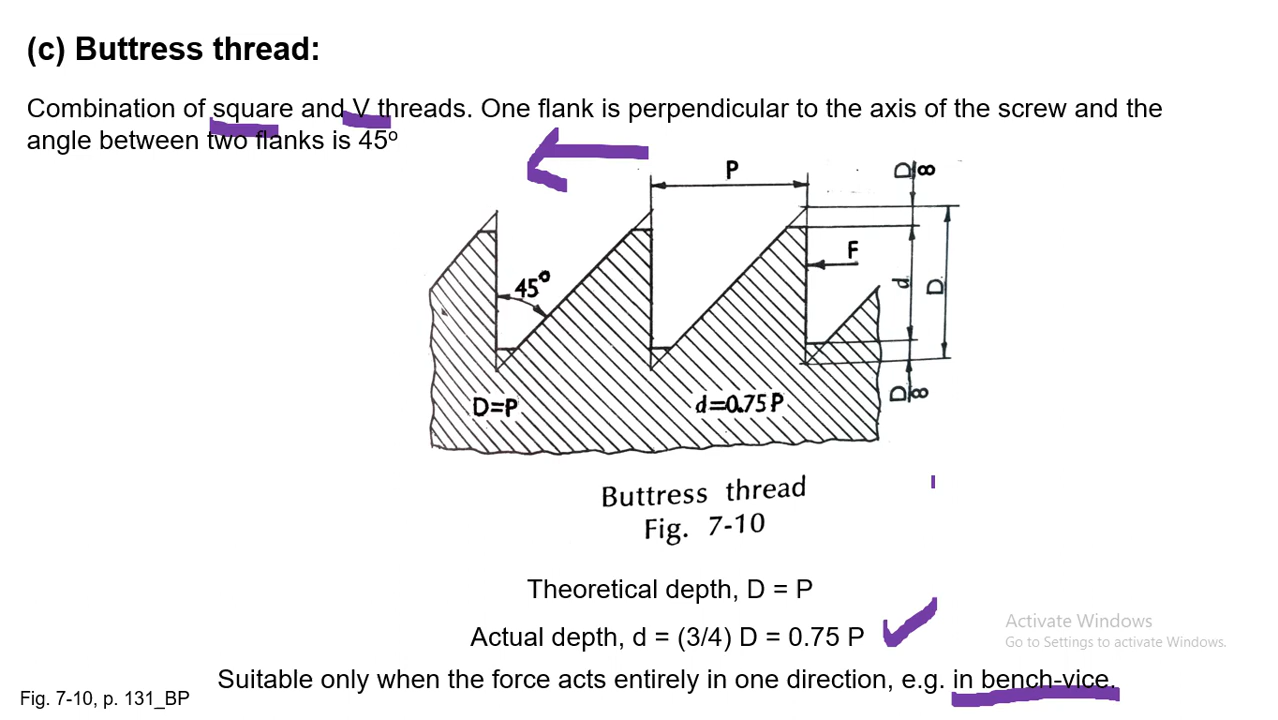 (c) Buttress thread:
Combination of square and V threads. One flank is perpendicular to the axis of the screw and the
angle between two flanks is 45º
P
D/8
F
45°
d
D
D/8
D=P
d=0.75 P
Buttress thread
Fig. 7-10
Theoretical depth, D = P
Actual depth, d = (3/4) D = 0.75 P
Activate Windows
Go to Settings to activate Windows.
Suitable only when the force acts entirely in one direction, e.g. in bench-vice.
Fig. 7-10, p. 131_BP